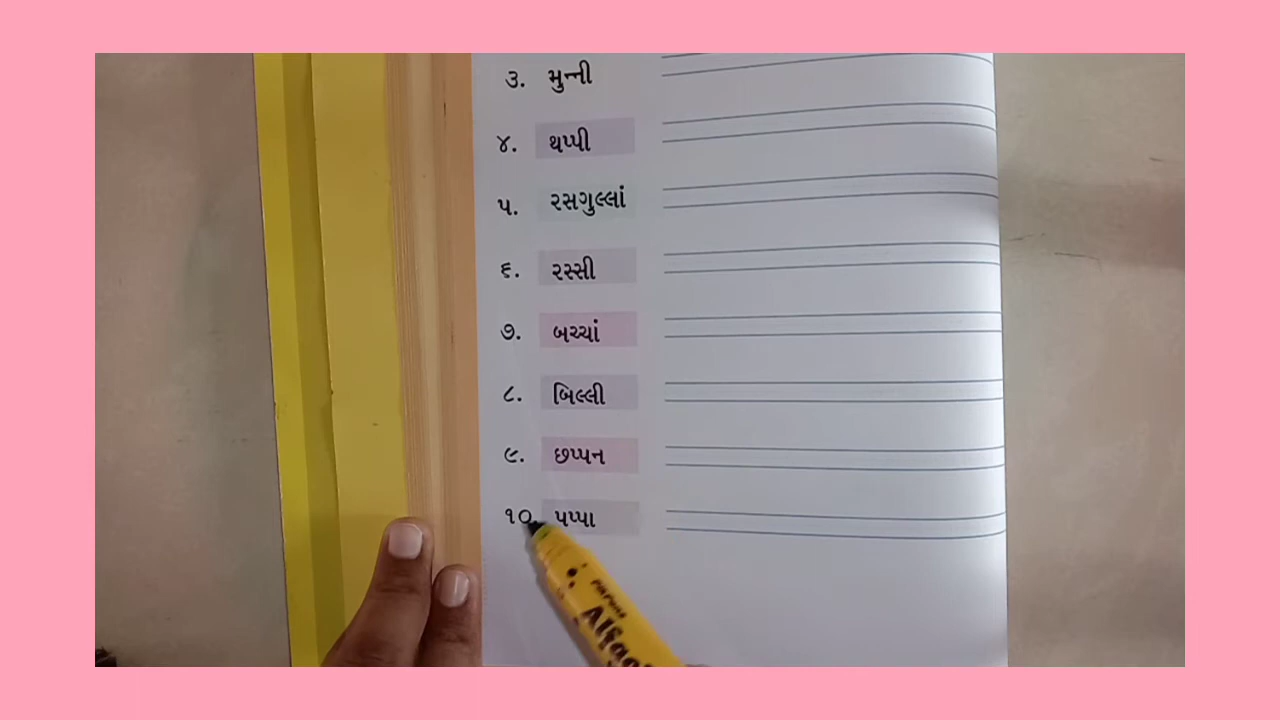 ૩. મુન્ની
૪. થપ્પી
૫. રસગુલ્લાં
૬. રસ્સી
૭. બચ્ચાં
૮. બિલ્લી
૯. છપ્પન
૧૦. પપ્પા